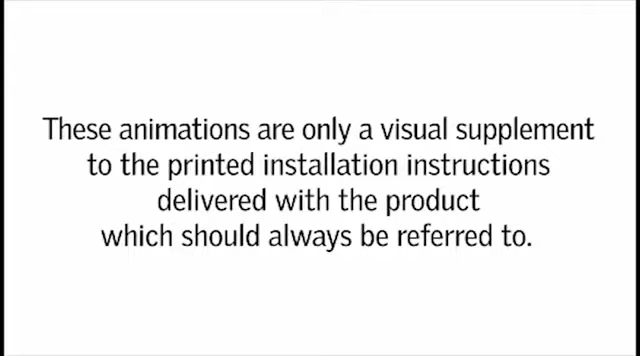 These animations are only a visual supplement
to the printed installation instructions
delivered with the product
which should always be referred to.